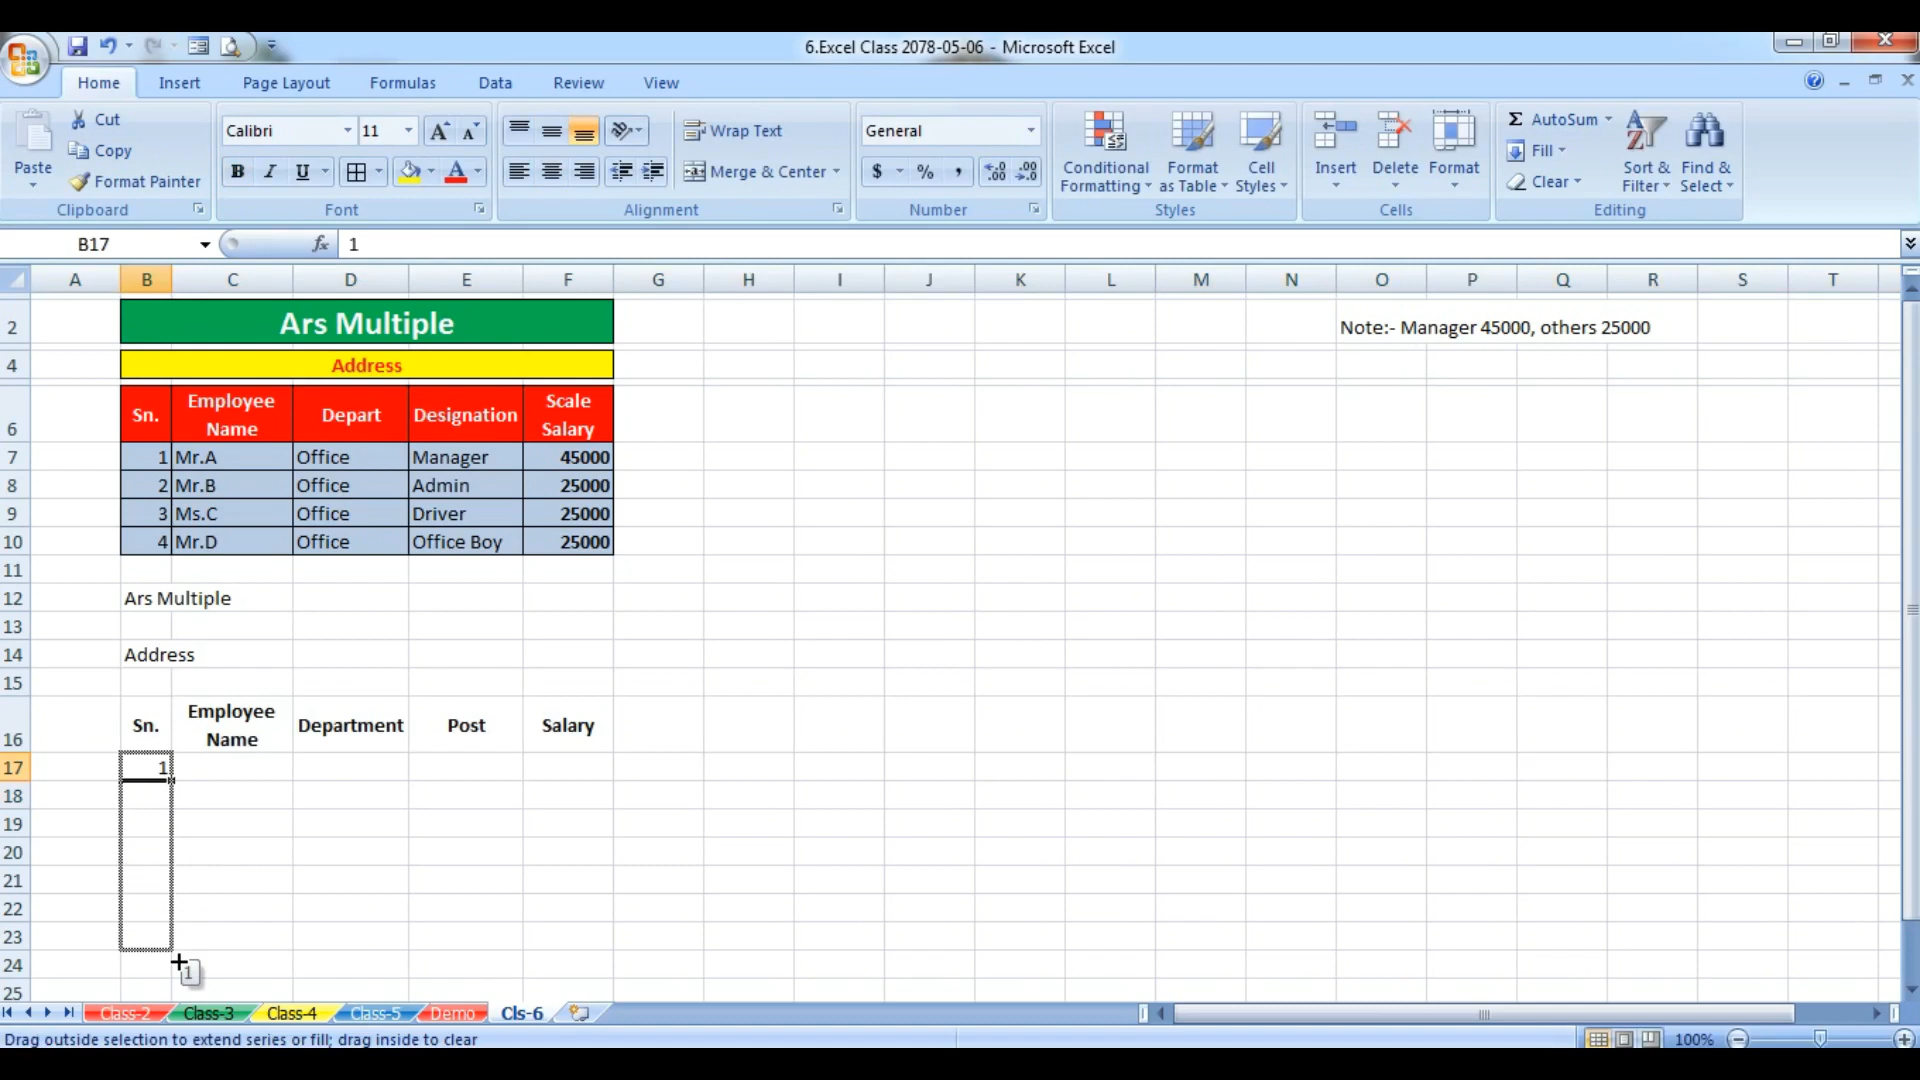 6.Excel Class 2078-05-06 - Microsoft Excel
Home Insert Page Layout Formulas Data Review View
Paste
Cut
Copy
Format Painter
Clipboard
Calibri 11 A A
B I U A
Font
Wrap Text
Merge & Center
Alignment
General
$ % , .0 .00 .00 .0
Number
Conditional Formatting
Format as Table
Cell Styles
Styles
Insert Delete Format
Cells
Σ AutoSum
Fill
Clear
Sort & Filter
Find & Select
Editing
B17 fx 1
A B C D E F G H I J K L M N O P Q R S T
2 Ars Multiple Note:- Manager 45000, others 25000
4 Address
6 Sn. Employee Name Depart Designation Scale Salary
7 1 Mr.A Office Manager 45000
8 2 Mr.B Office Admin 25000
9 3 Ms.C Office Driver 25000
10 4 Mr.D Office Office Boy 25000
11
12 Ars Multiple
13
14 Address
15
16 Sn. Employee Name Department Post Salary
17 1
18
19
20
21
22
23
24 1
25
Class-2 Class-3 Class-4 Class-5 Demo Cls-6
Drag outside selection to extend series or fill; drag inside to clear 100%